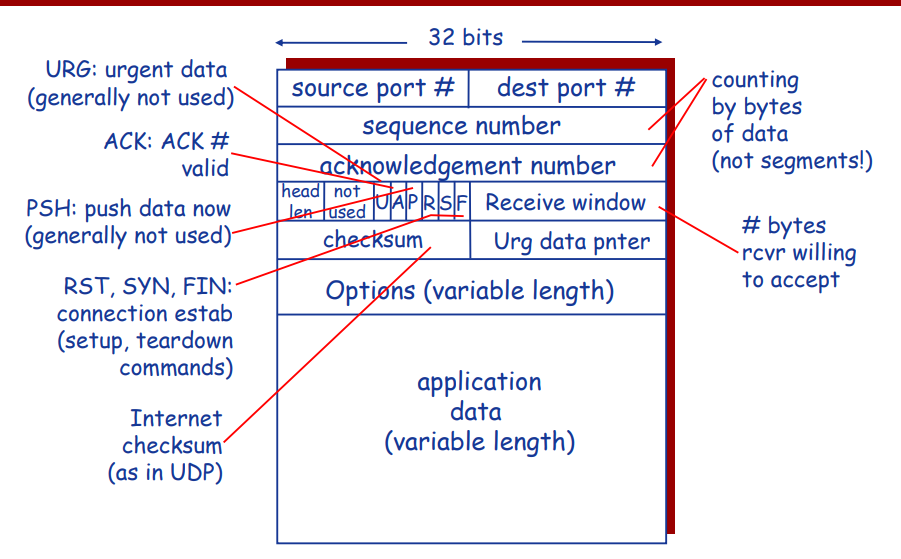 32 bits
URG: urgent data
(generally not used)
ACK: ACK #
valid
PSH: push data now
(generally not used)
RST, SYN, FIN:
connection estab
(setup, teardown
commands)
Internet
checksum
(as in UDP)
source port #
dest port #
sequence number
acknowledgement number
head
len
not
used
U
A
P
R
S
F
Receive window
checksum
Urg data pnter
Options (variable length)
application
data
(variable length)
counting
by bytes
of data
(not segments!)
# bytes
rcvr willing
to accept